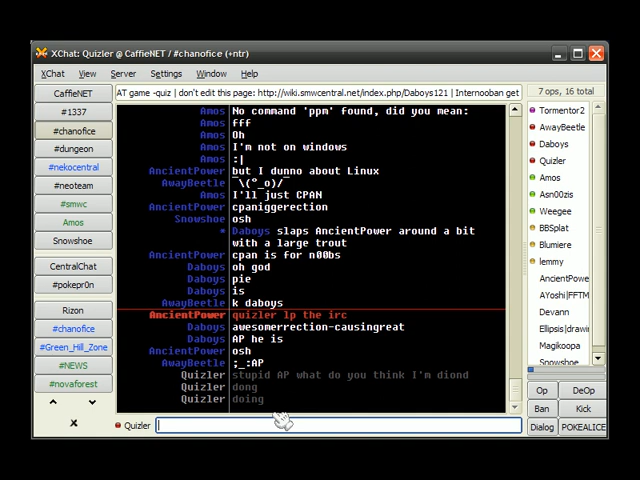 XChat: Quizler @ CaffieNET / #chanofice (+ntr)
XChat View Server Settings Window Help
CaffieNET
#1337
#chanofice
#dungeon
#nekocentral
#neoteam
#smwc
Amos
Snowshoe
CentralChat
#pokepr0n
Rizon
#chanofice
#Green_Hill_Zone
#NEWS
#novaforest
x
AT game -quiz | don't edit this page: http://wiki.smwcentral.net/index.php/Daboys121 | Internooban get
Amos No command 'ppm' found, did you mean:
Amos fff
Amos Oh
Amos I'm not on windows
Amos :|
AncientPower but I dunno about Linux
AwayBeetle ¯\(°_o)/¯
Amos I'll just CPAN
AncientPower cpaniggerection
Snowshoe osh
* Daboys slaps AncientPower around a bit
with a large trout
AncientPower cpan is for n00bs
Daboys oh god
Daboys pie
Daboys is
AwayBeetle k daboys
AncientPower quizler lp the irc
Daboys awesomerrection-causingreat
Daboys AP he is
AncientPower osh
AwayBeetle ;_:AP
Quizler stupid AP what do you think I'm diond
Quizler dong
Quizler doing
Quizler
7 ops, 16 total
Tormentor2
AwayBeetle
Daboys
Quizler
Amos
Asn00zis
Weegee
BBSplat
Blumiere
lemmy
AncientPowe
AYoshi|FFTM
Devann
Ellipsis|draw
Magikoopa
Snowshoe
Op DeOp
Ban Kick
Dialog POKEALICE